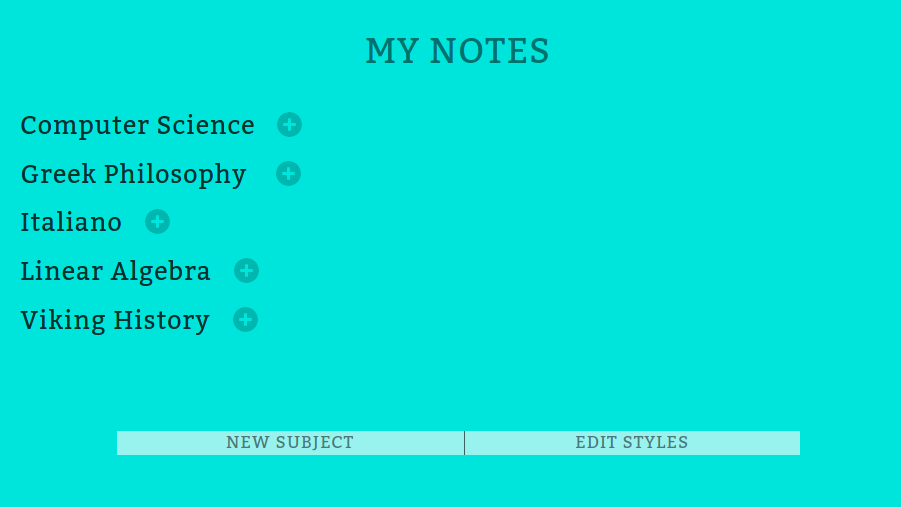 MY NOTES
Computer Science
Greek Philosophy
Italiano
Linear Algebra
Viking History
NEW SUBJECT
EDIT STYLES